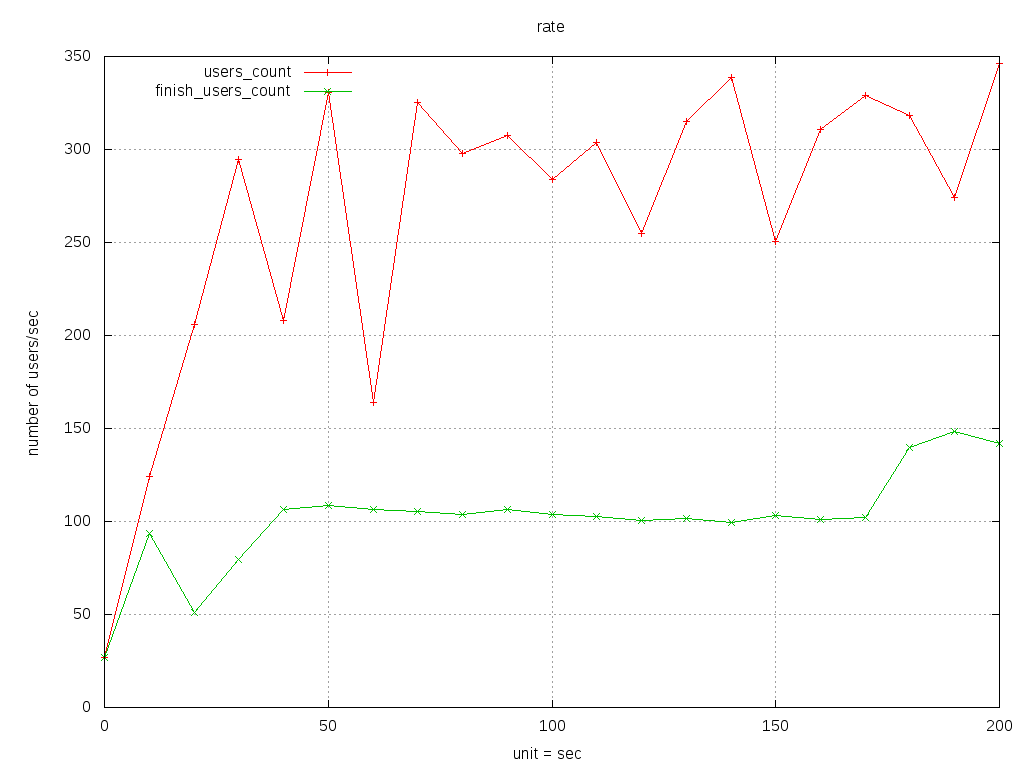 rate
users_count
finish_users_count
350
300
250
200
150
100
50
0
number of users/sec
0 50 100 150 200
unit = sec